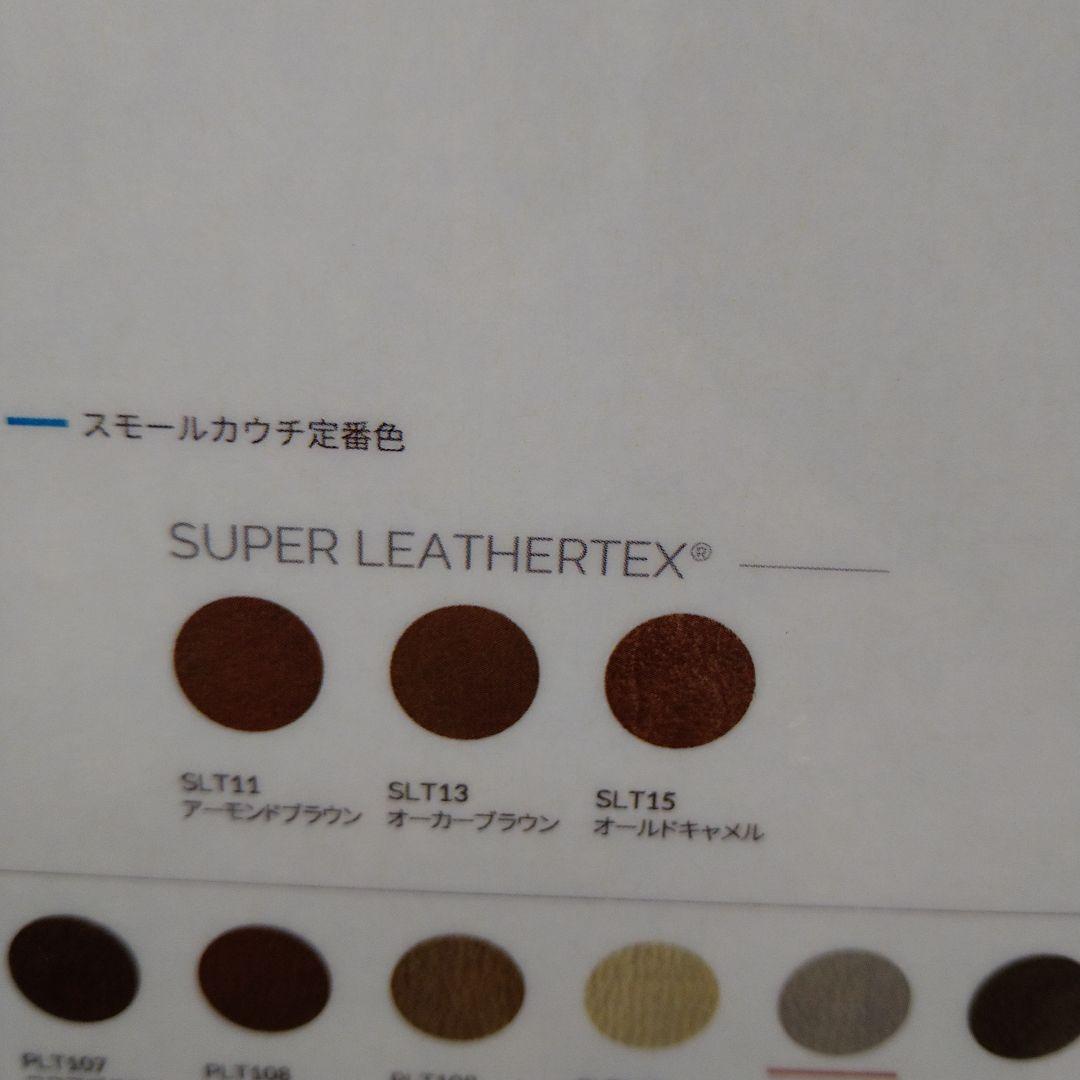 スモールカウチ定番色
SUPER LEATHERTEX®
SLT11 SLT13 SLT15
アーモンドブラウン オーカーブラウン オールドキャメル
PLT107 PLT108